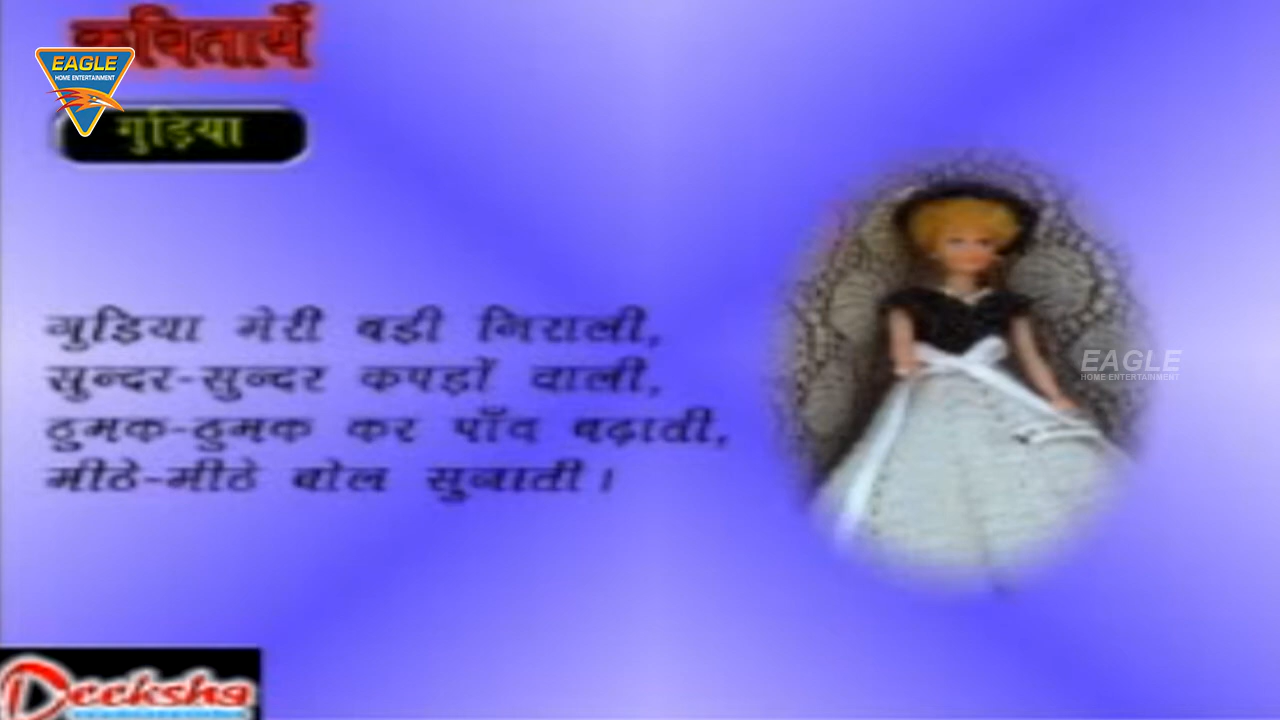 कवितायें
EAGLE
HOME ENTERTAINMENT
गुड़िया
गुडिया मेरी बड़ी निराली,
सुन्दर-सुन्दर कपड़ों वाली,
ठुमक-ठुमक कर पाँव बढ़ाती,
मीठे-मीठे बोल सुनाती।
EAGLE
HOME ENTERTAINMENT
Deeksha